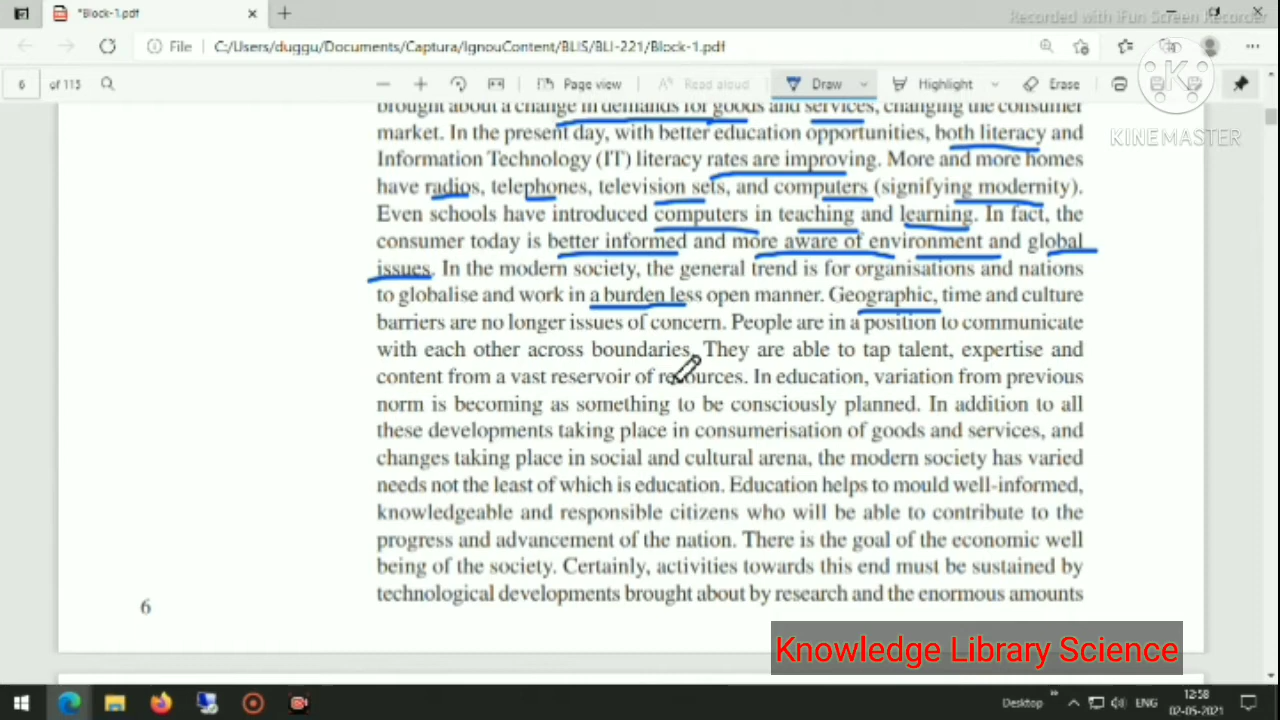 *Block-1.pdf
Recorded with iFun Screen Recorder
File C:/Users/duggu/Documents/Captura/IgnouContent/BLIS/BLI-221/Block-1.pdf
6 of 115 Page view Read aloud Draw Highlight Erase
KINEMASTER
brought about a change in demands for goods and services, changing the consumer
market. In the present day, with better education opportunities, both literacy and
Information Technology (IT) literacy rates are improving. More and more homes
have radios, telephones, television sets, and computers (signifying modernity).
Even schools have introduced computers in teaching and learning. In fact, the
consumer today is better informed and more aware of environment and global
issues. In the modern society, the general trend is for organisations and nations
to globalise and work in a burden less open manner. Geographic, time and culture
barriers are no longer issues of concern. People are in a position to communicate
with each other across boundaries. They are able to tap talent, expertise and
content from a vast reservoir of resources. In education, variation from previous
norm is becoming as something to be consciously planned. In addition to all
these developments taking place in consumerisation of goods and services, and
changes taking place in social and cultural arena, the modern society has varied
needs not the least of which is education. Education helps to mould well-informed,
knowledgeable and responsible citizens who will be able to contribute to the
progress and advancement of the nation. There is the goal of the economic well
being of the society. Certainly, activities towards this end must be sustained by
technological developments brought about by research and the enormous amounts
6
Knowledge Library Science
Desktop ENG 12:58
02-05-2021